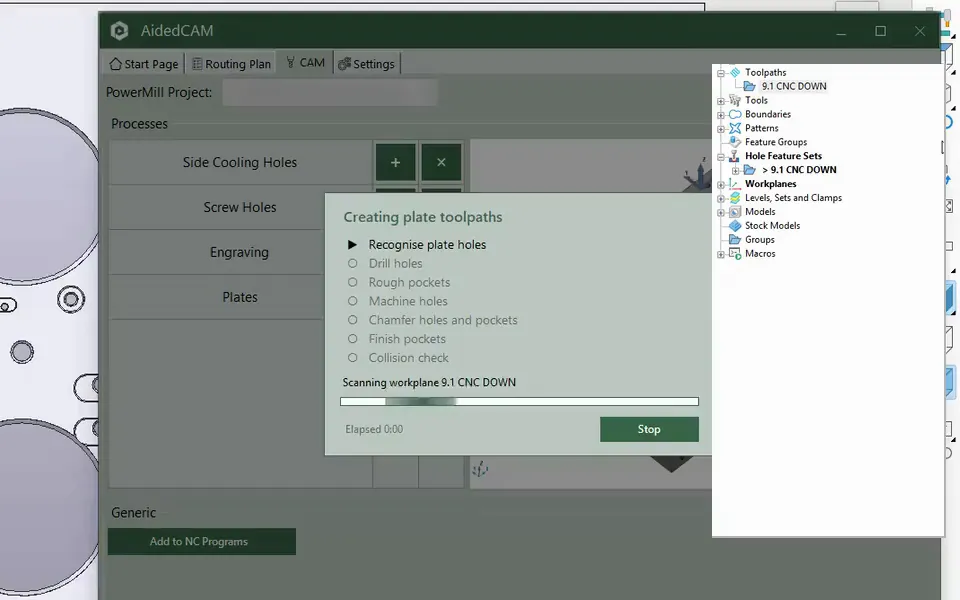 AidedCAM
Start Page
Routing Plan
CAM
Settings
PowerMill Project:
Processes
Side Cooling Holes
+
×
Screw Holes
Engraving
Plates
Creating plate toolpaths
Recognise plate holes
Drill holes
Rough pockets
Machine holes
Chamfer holes and pockets
Finish pockets
Collision check
Scanning workplane 9.1 CNC DOWN
Elapsed 0:00
Stop
Generic
Add to NC Programs
Toolpaths
9.1 CNC DOWN
Tools
Boundaries
Patterns
Feature Groups
Hole Feature Sets
> 9.1 CNC DOWN
Workplanes
Levels, Sets and Clamps
Models
Stock Models
Groups
Macros